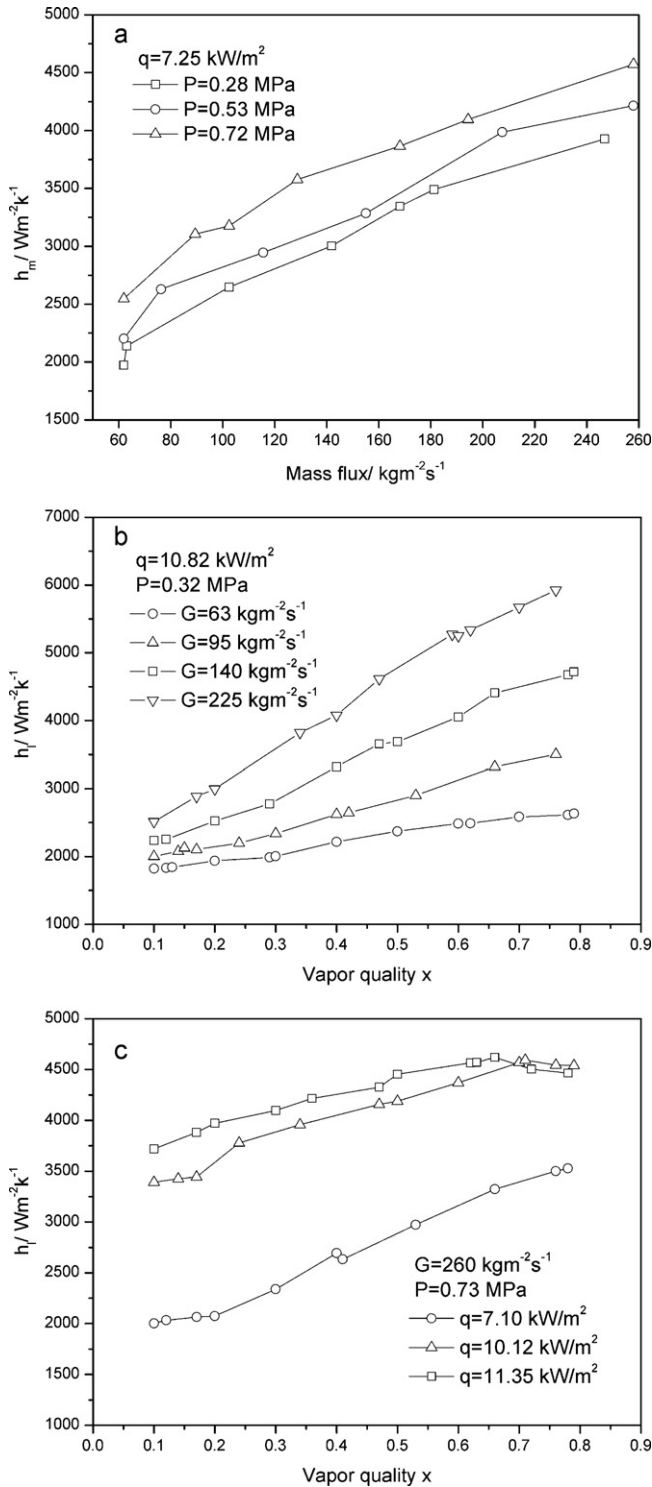 a
q=7.25 kW/m²
P=0.28 MPa
P=0.53 MPa
P=0.72 MPa
5000
4500
4000
3500
3000
2500
2000
1500
hₘ/ Wm⁻²k⁻¹
60 80 100 120 140 160 180 200 220 240 260
Mass flux/ kgm⁻²s⁻¹
b
q=10.82 kW/m²
P=0.32 MPa
G=63 kgm⁻²s⁻¹
G=95 kgm⁻²s⁻¹
G=140 kgm⁻²s⁻¹
G=225 kgm⁻²s⁻¹
7000
6000
5000
4000
3000
2000
1000
hₗ/ Wm⁻²k⁻¹
0.0 0.1 0.2 0.3 0.4 0.5 0.6 0.7 0.8 0.9
Vapor quality x
c
5000
4500
4000
3500
3000
2500
2000
1500
1000
hₗ/ Wm⁻²k⁻¹
G=260 kgm⁻²s⁻¹
P=0.73 MPa
q=7.10 kW/m²
q=10.12 kW/m²
q=11.35 kW/m²
0.0 0.1 0.2 0.3 0.4 0.5 0.6 0.7 0.8 0.9
Vapor quality x